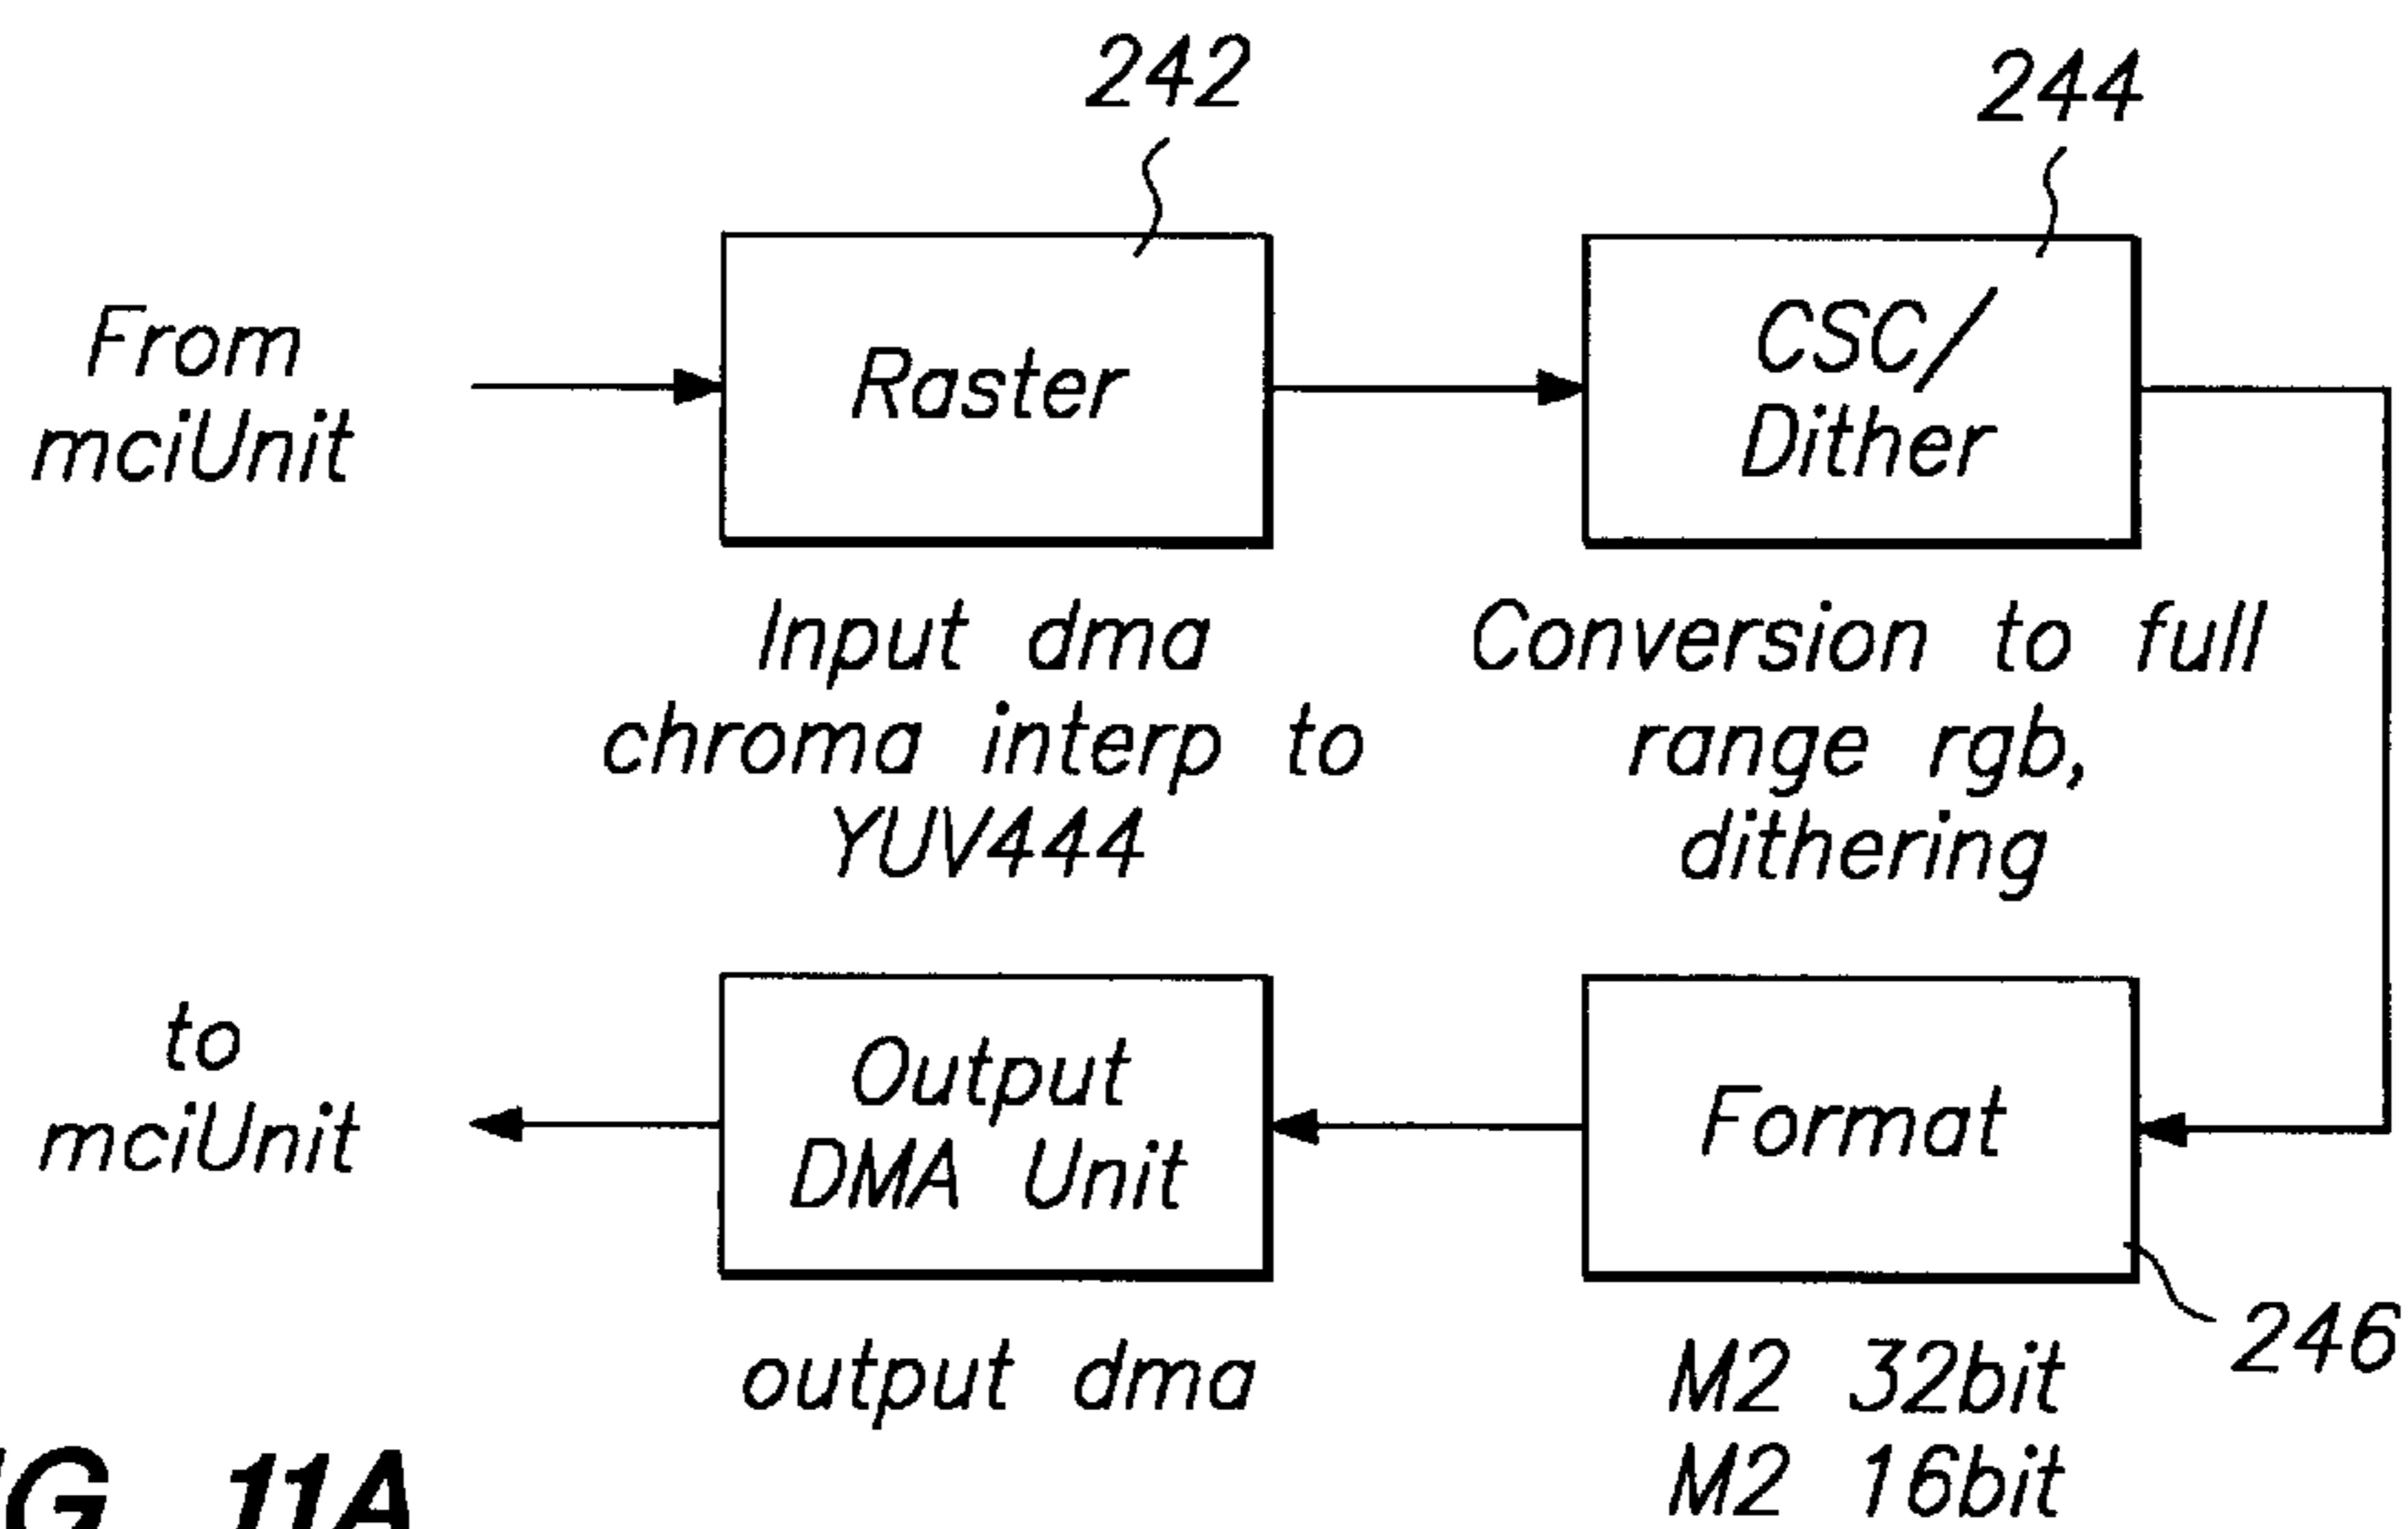 242
244
From
mciUnit
Raster
CSC/
Dither
Input dma
chroma interp to
YUV444
Conversion to full
range rgb,
dithering
to
mciUnit
Output
DMA Unit
Format
246
output dma
M2 32bit
M2 16bit
11A